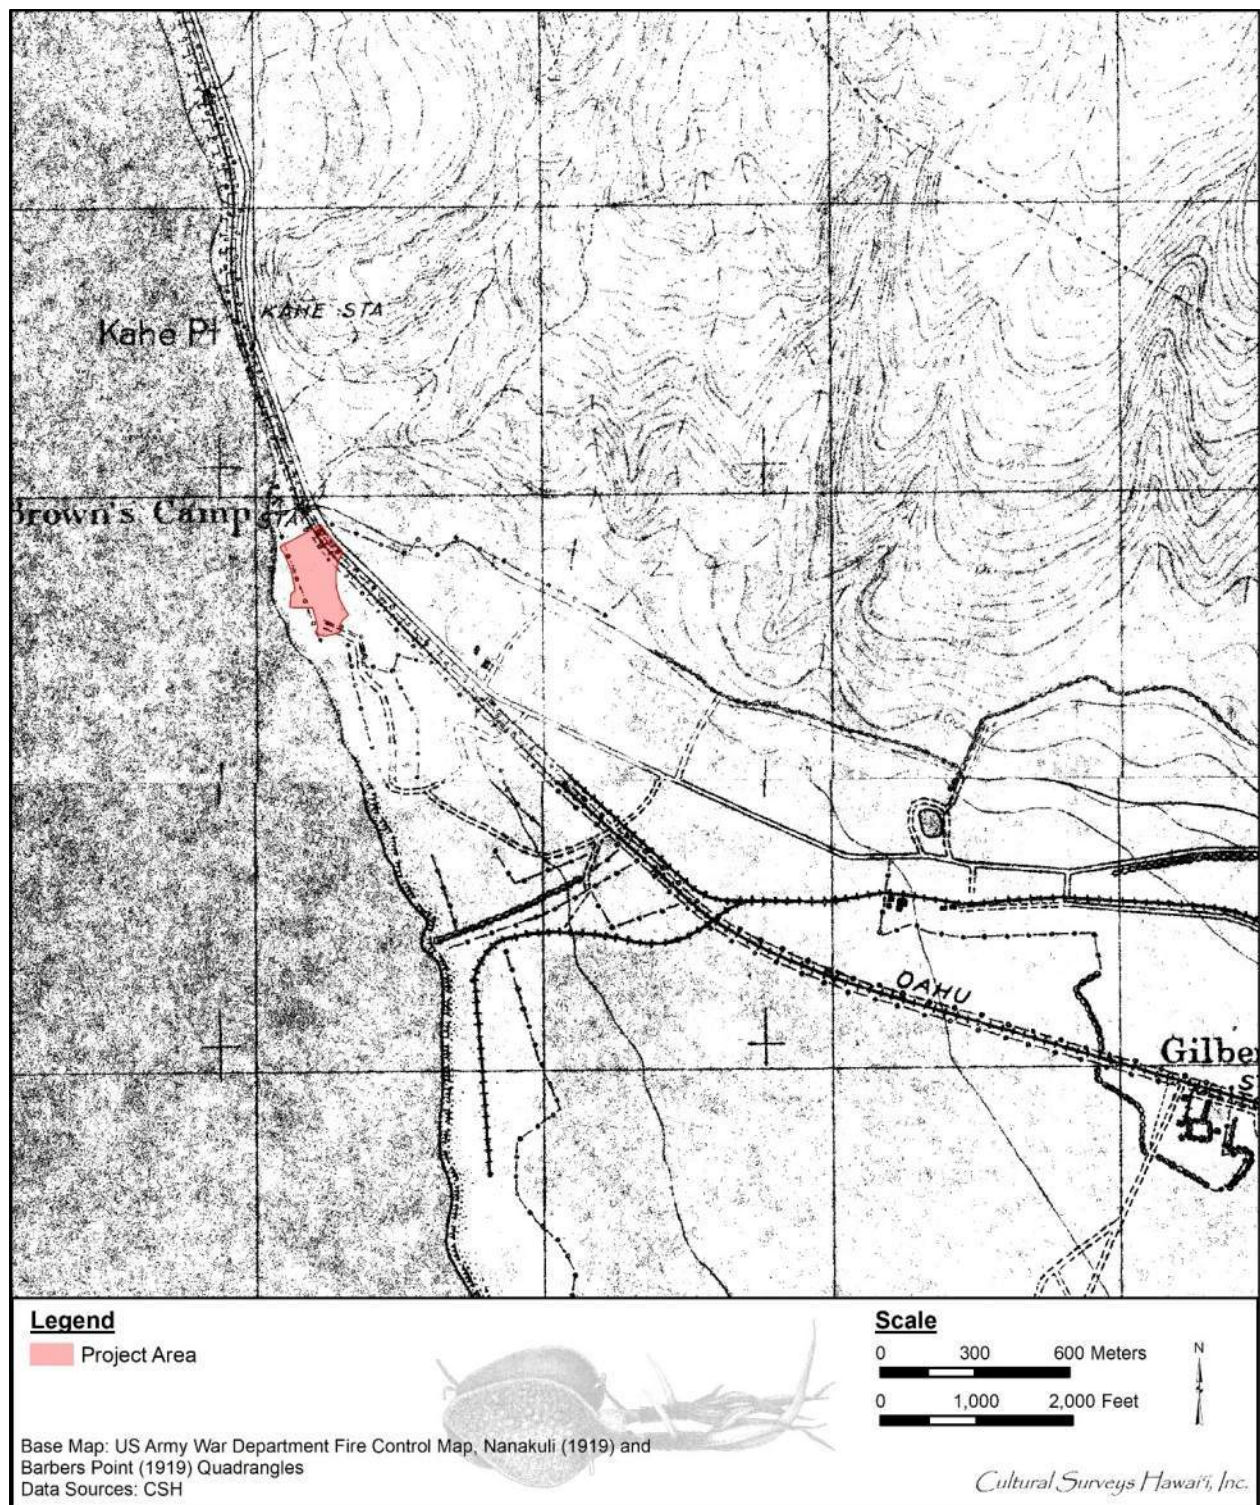 KAHE STA
Kahe Pt
Brown's Camp
STA
OAHU
Gilbe
S
Legend
Project Area
Scale
0 300 600 Meters
0 1,000 2,000 Feet
N
Base Map: US Army War Department Fire Control Map, Nanakuli (1919) and
Barbers Point (1919) Quadrangles
Data Sources: CSH
Cultural Surveys Hawai‘i, Inc.